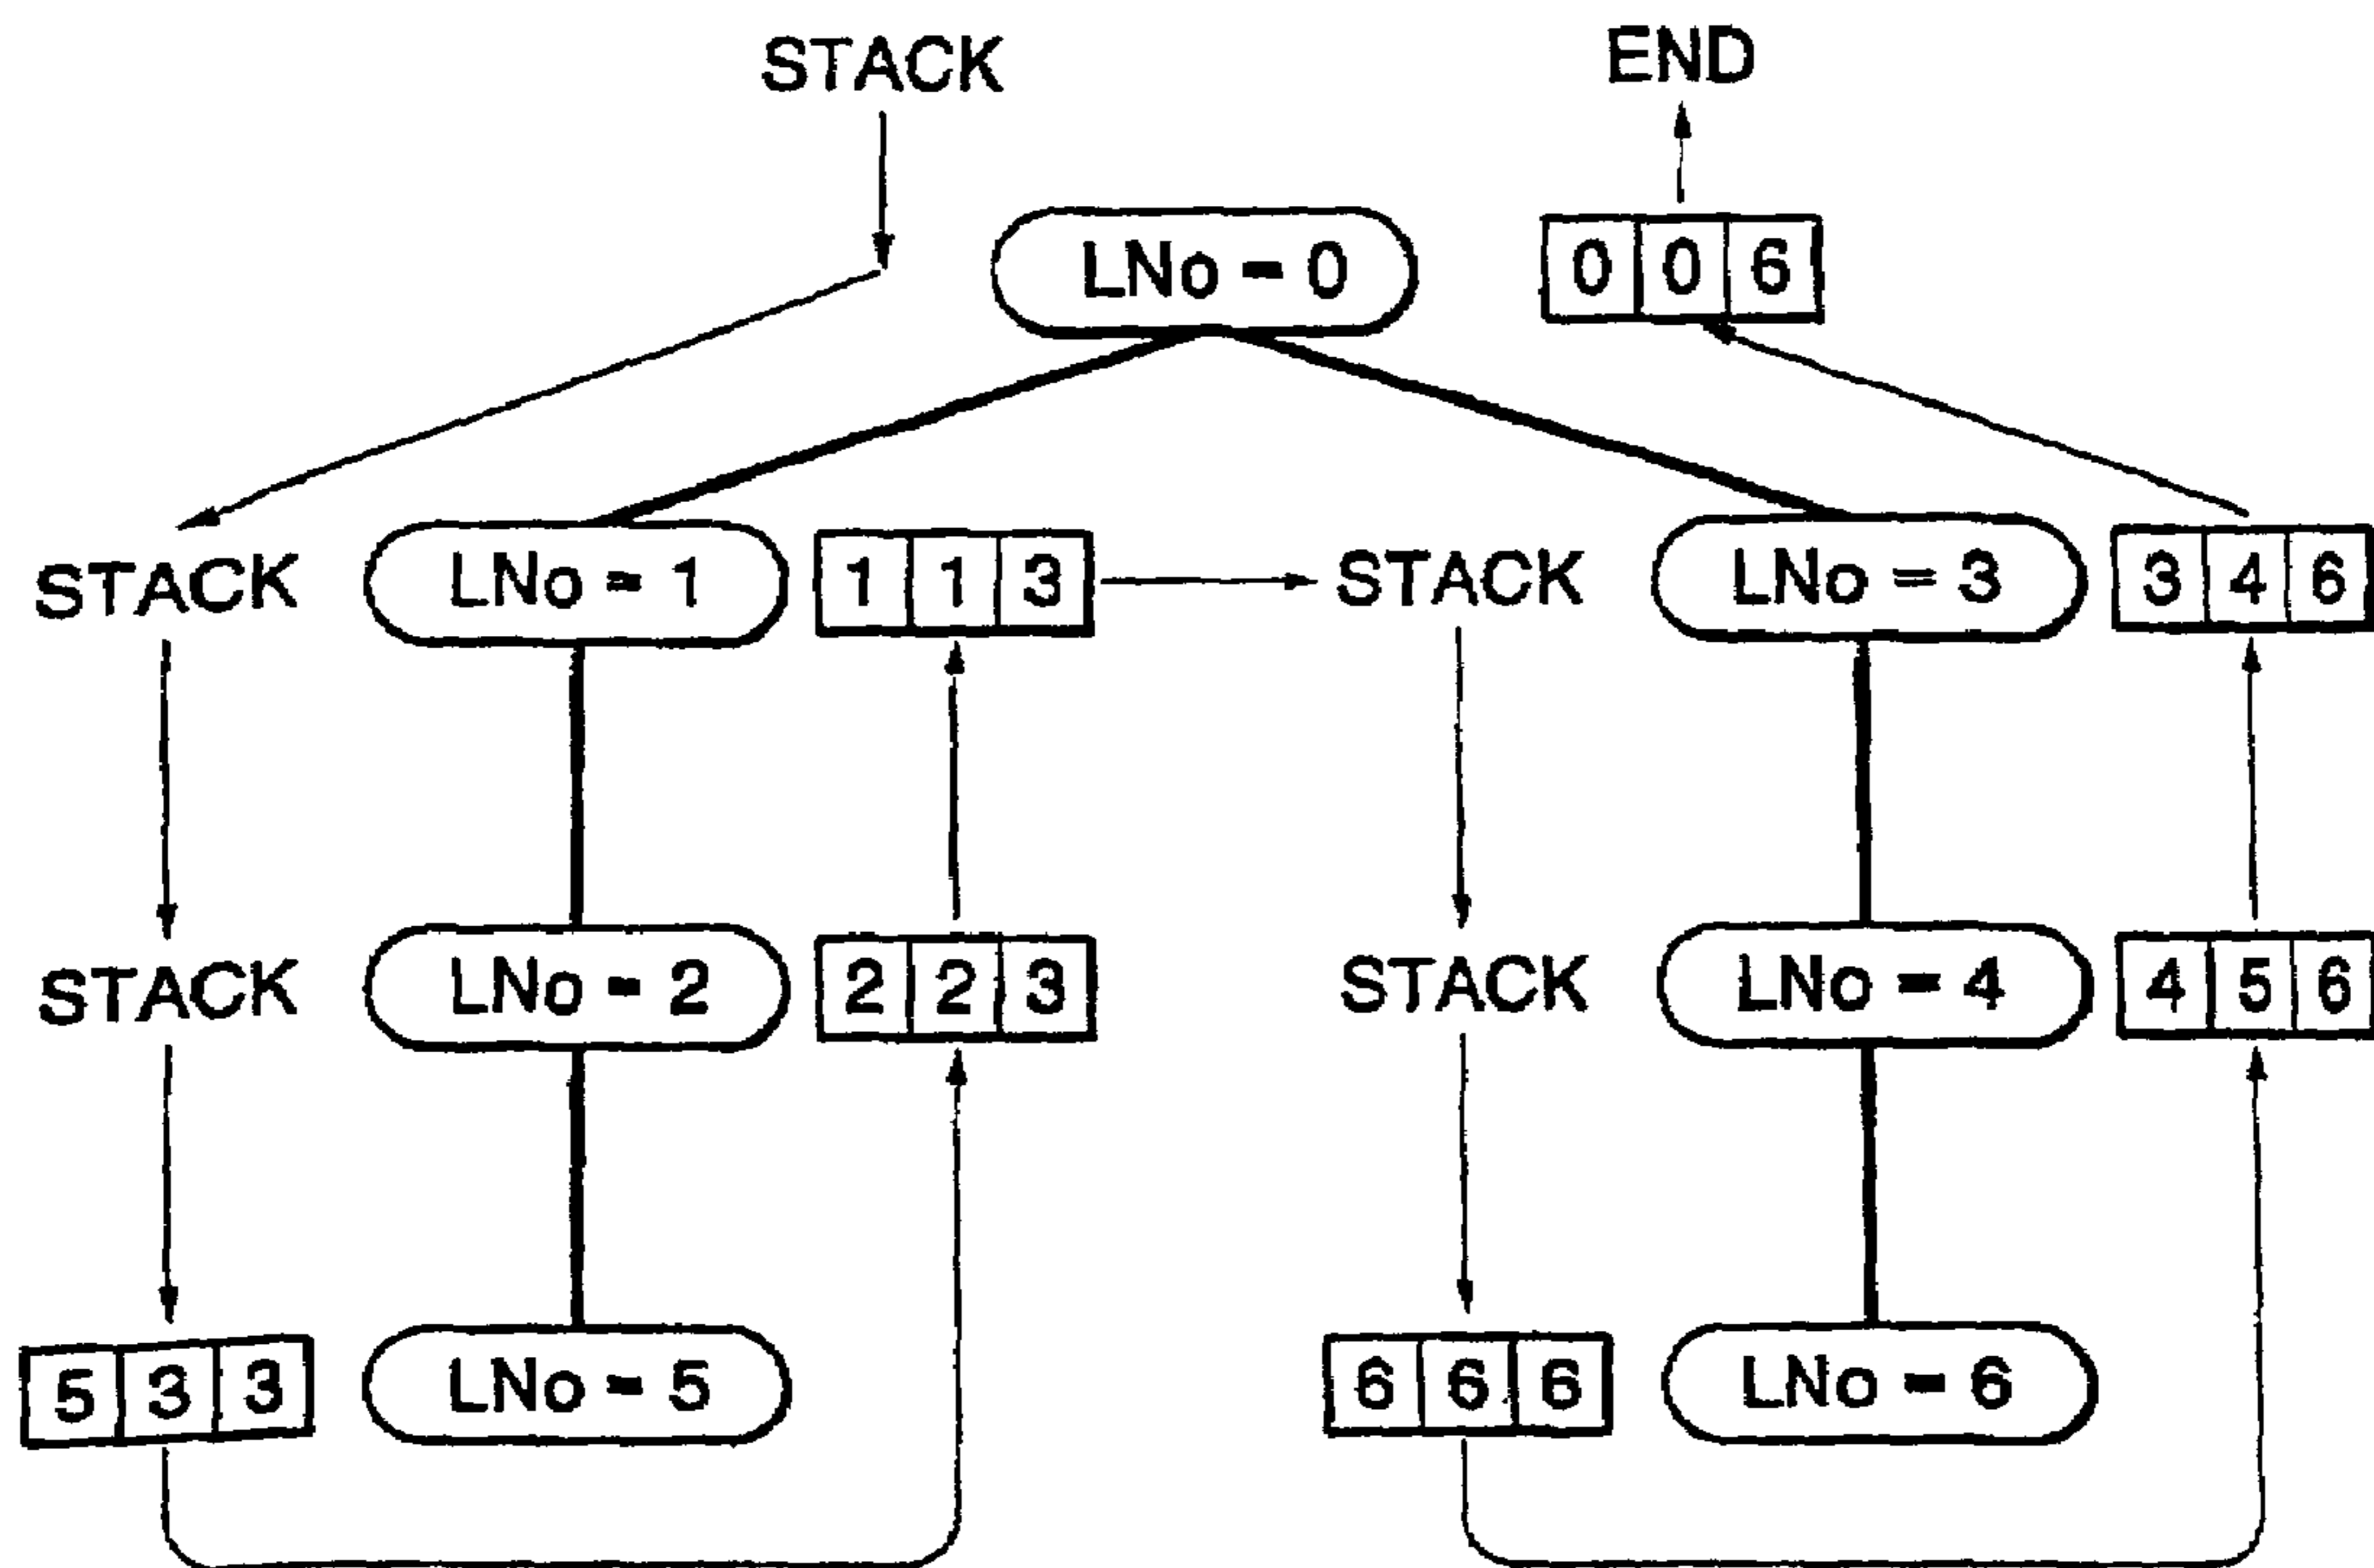 STACK END
LNo = 0 0 0 6
STACK LNo = 1 1 1 3 STACK LNo = 3 3 4 6
STACK LNo = 2 2 2 3 STACK LNo = 4 4 5 6
5 3 3 LNo = 5 6 6 6 LNo = 6